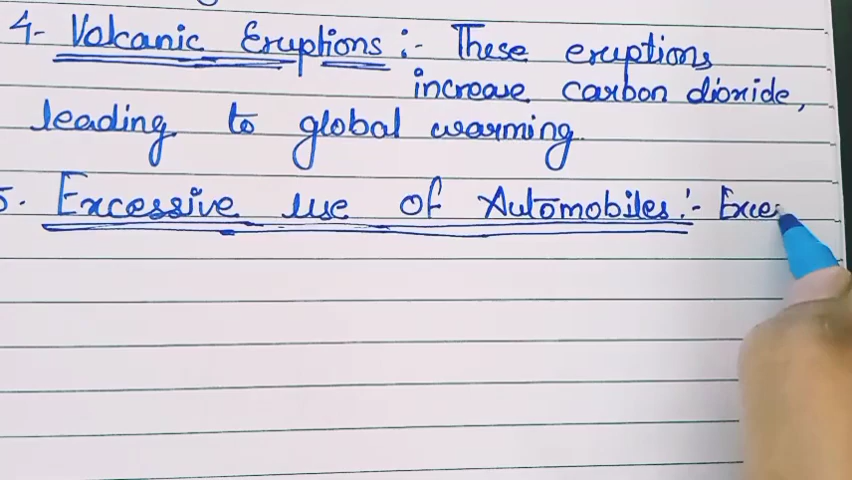 4- Volcanic Eruptions :- These eruptions
increase carbon dioxide,
leading to global warming
5. Excessive use of Automobiles :- Exce